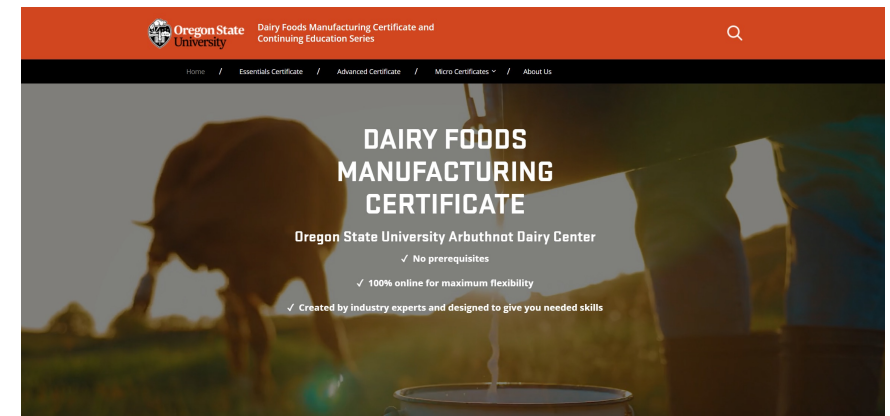 Oregon State
University
Dairy Foods Manufacturing Certificate and
Continuing Education Series
Home / Essentials Certificate / Advanced Certificate / Micro Certificates / About Us
DAIRY FOODS
MANUFACTURING
CERTIFICATE
Oregon State University Arbuthnot Dairy Center
✓ No prerequisites
✓ 100% online for maximum flexibility
✓ Created by industry experts and designed to give you needed skills